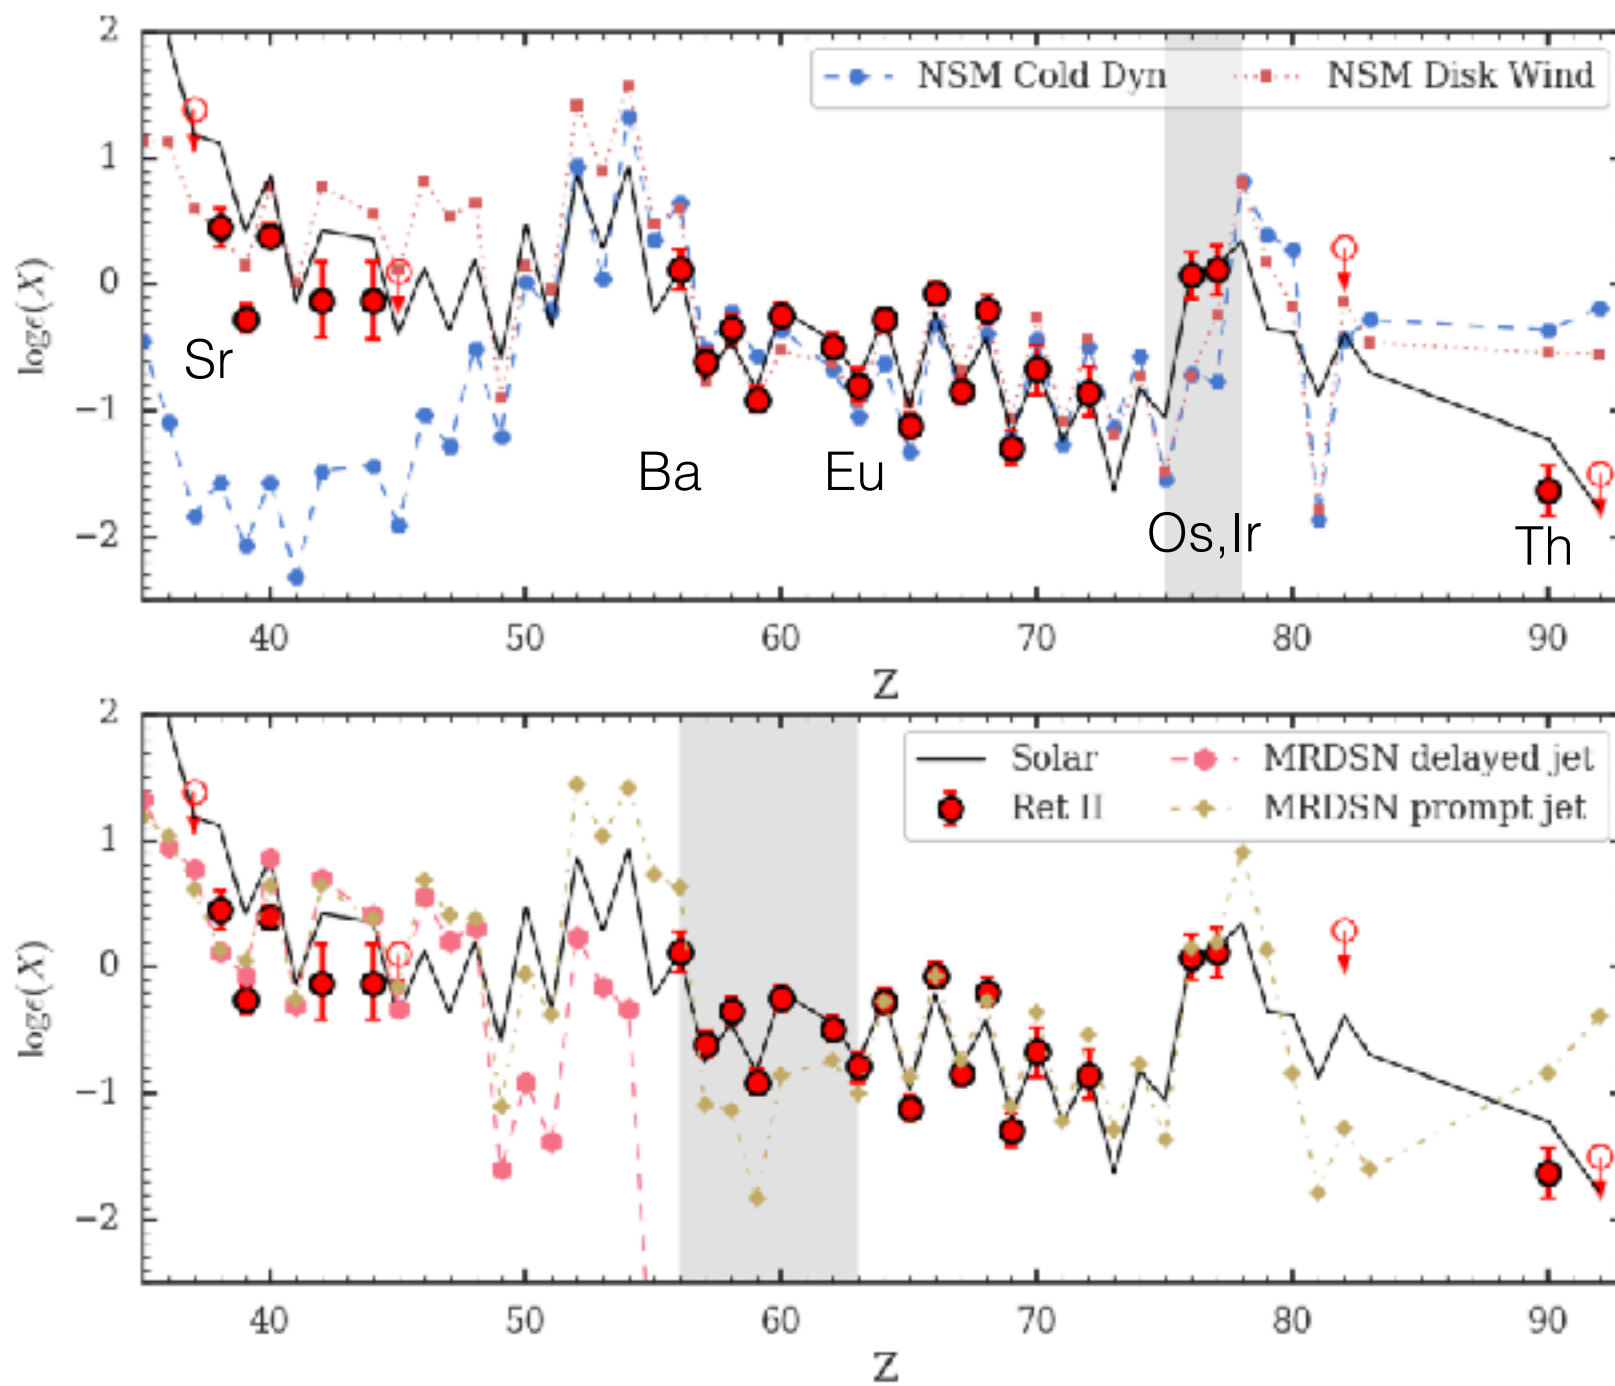 2
1
0
−1
−2
logϵ(X)
NSM Cold Dyn
NSM Disk Wind
Sr
Ba
Eu
Os,Ir
Th
40 50 60 70 80 90
Z
2
1
0
−1
−2
logϵ(X)
Solar
MRDSN delayed jet
Ret II
MRDSN prompt jet
40 50 60 70 80 90
Z